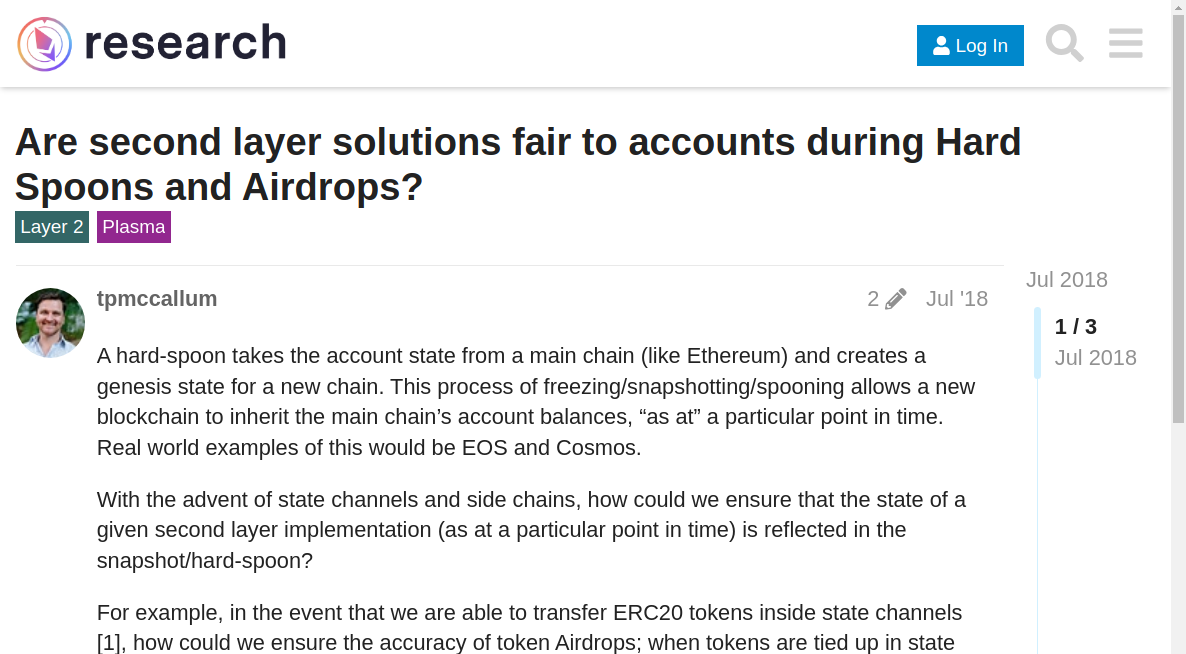 research
Log In
Are second layer solutions fair to accounts during Hard
Spoons and Airdrops?
Layer 2 Plasma
Jul 2018
tpmccallum 2 Jul '18
1 / 3
Jul 2018
A hard-spoon takes the account state from a main chain (like Ethereum) and creates a
genesis state for a new chain. This process of freezing/snapshotting/spooning allows a new
blockchain to inherit the main chain’s account balances, “as at” a particular point in time.
Real world examples of this would be EOS and Cosmos.
With the advent of state channels and side chains, how could we ensure that the state of a
given second layer implementation (as at a particular point in time) is reflected in the
snapshot/hard-spoon?
For example, in the event that we are able to transfer ERC20 tokens inside state channels
[1], how could we ensure the accuracy of token Airdrops; when tokens are tied up in state